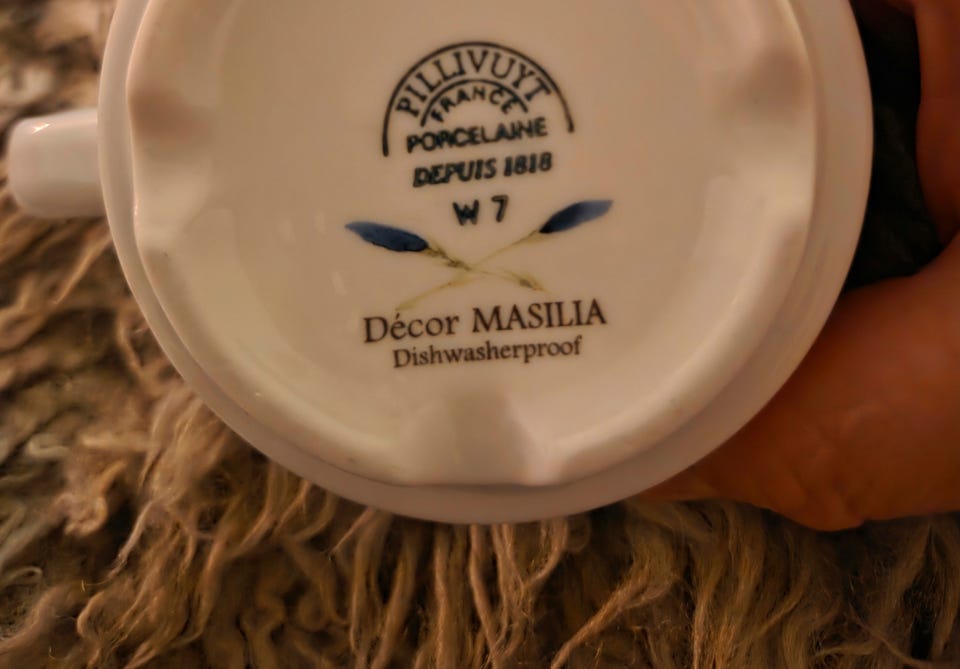 PILLIVUYT
FRANCE
PORCELAINE
DEPUIS 1818
W 7
Décor MASILIA
Dishwasherproof